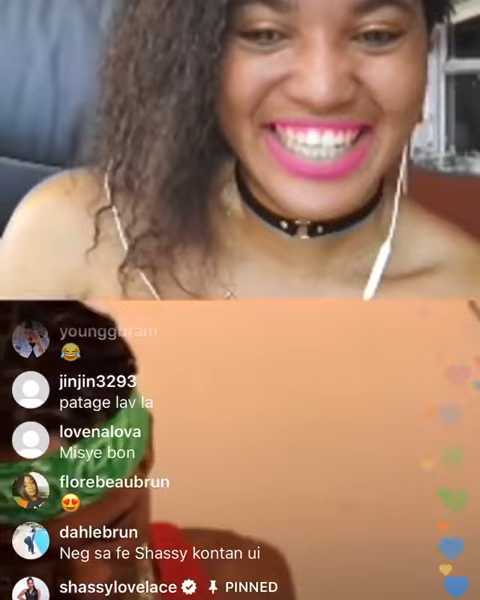 younggbram
😂
jinjin3293
patage lav la
lovenalova
Misye bon
florebeaubrun
😍
dahlebrun
Neg sa fe Shassy kontan ui
shassylovelace PINNED